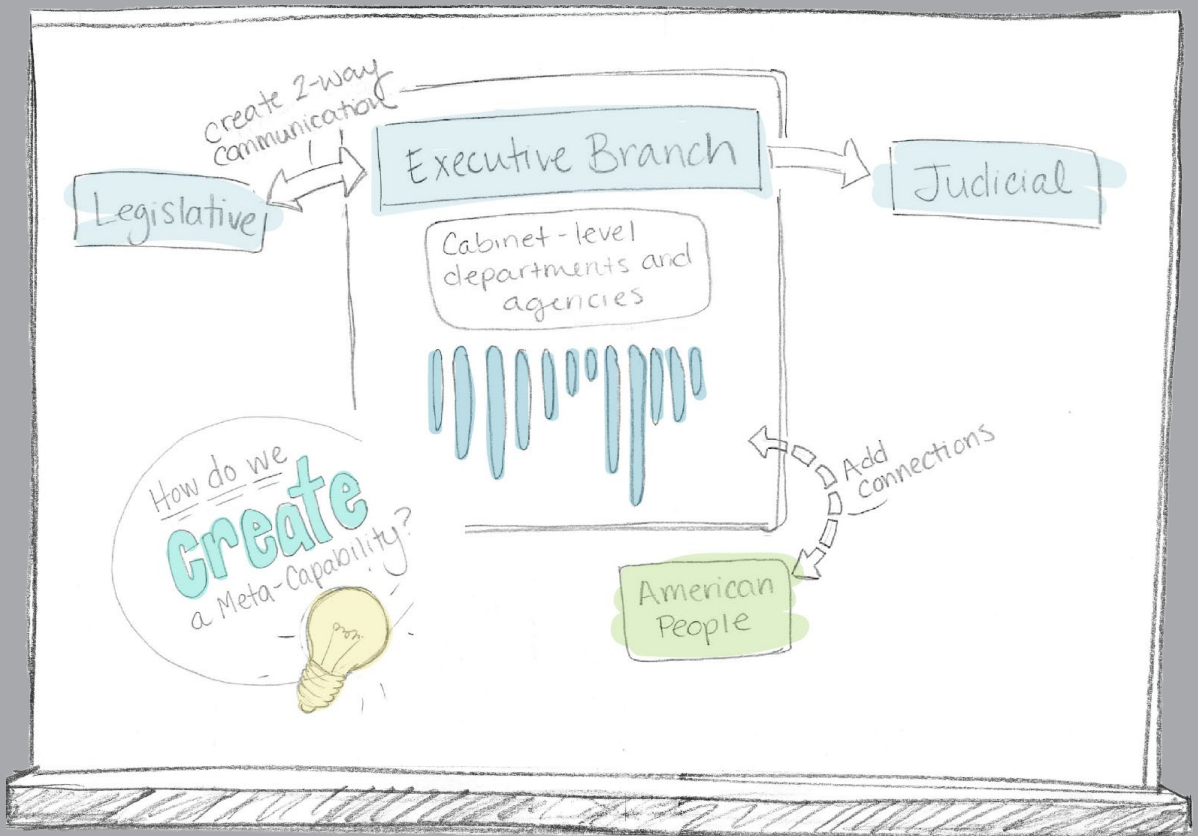 create 2-way
communication
Executive Branch
Legislative
Judicial
Cabinet-level
departments and
agencies
How do we
create
a Meta-Capability?
Add
connections
American
People